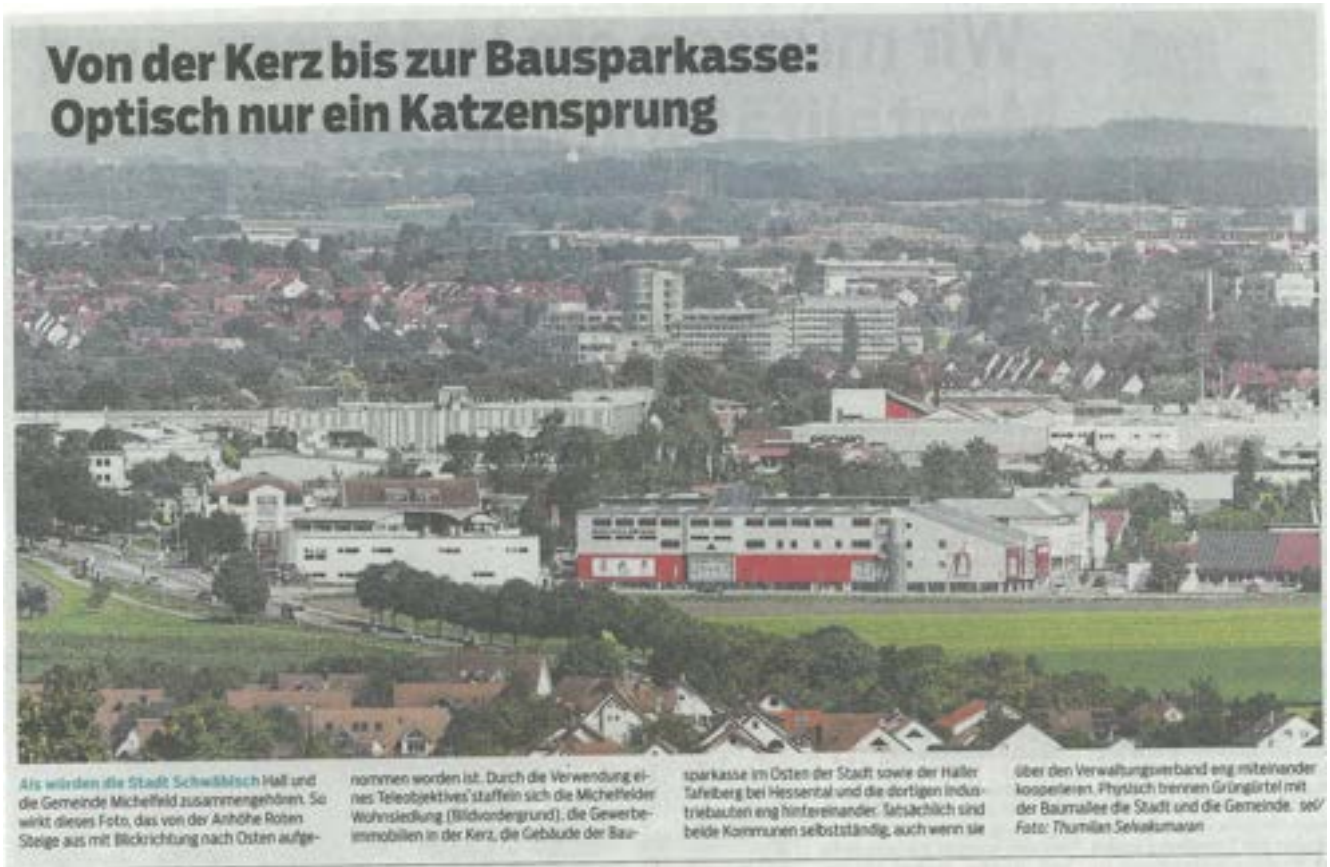 Von der Kerz bis zur Bausparkasse:
Optisch nur ein Katzensprung
Als würden die Stadt Schwäbisch Hall und
die Gemeinde Michelfeld zusammengehören. So
wirkt dieses Foto, das von der Anhöhe Roten
Steige aus mit Blickrichtung nach Osten aufge-
nommen worden ist. Durch die Verwendung ei-
nes Teleobjektives staffeln sich die Michelfelder
Wohnsiedlung (Bildvordergrund), die Gewerbe-
immobilien in der Kerz, die Gebäude der Bau-
sparkasse im Osten der Stadt sowie der Haller
Tafelberg bei Hessental und die dortigen Indus-
triebauten eng hintereinander. Tatsächlich sind
beide Kommunen selbstständig, auch wenn sie
über den Verwaltungsverband eng miteinander
kooperieren. Physisch trennen Grüngürtel mit
der Baumallee die Stadt und die Gemeinde. sel/
Foto: Thumilan Selvakumaran